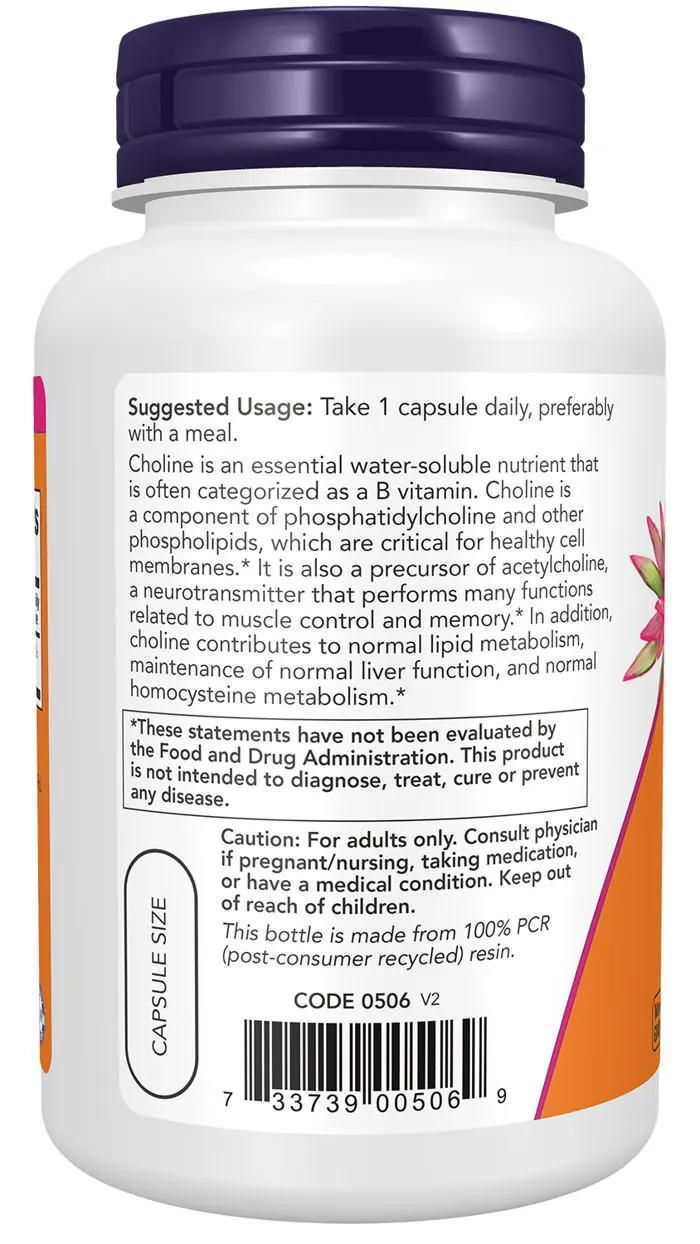 Suggested Usage: Take 1 capsule daily, preferably
with a meal.
Choline is an essential water-soluble nutrient that
is often categorized as a B vitamin. Choline is
a component of phosphatidylcholine and other
phospholipids, which are critical for healthy cell
membranes.* It is also a precursor of acetylcholine,
a neurotransmitter that performs many functions
related to muscle control and memory.* In addition,
choline contributes to normal lipid metabolism,
maintenance of normal liver function, and normal
homocysteine metabolism.*
*These statements have not been evaluated by
the Food and Drug Administration. This product
is not intended to diagnose, treat, cure or prevent
any disease.
Caution: For adults only. Consult physician
if pregnant/nursing, taking medication,
or have a medical condition. Keep out
of reach of children.
This bottle is made from 100% PCR
(post-consumer recycled) resin.
CAPSULE SIZE
CODE 0506 V2
7 33739 00506 9